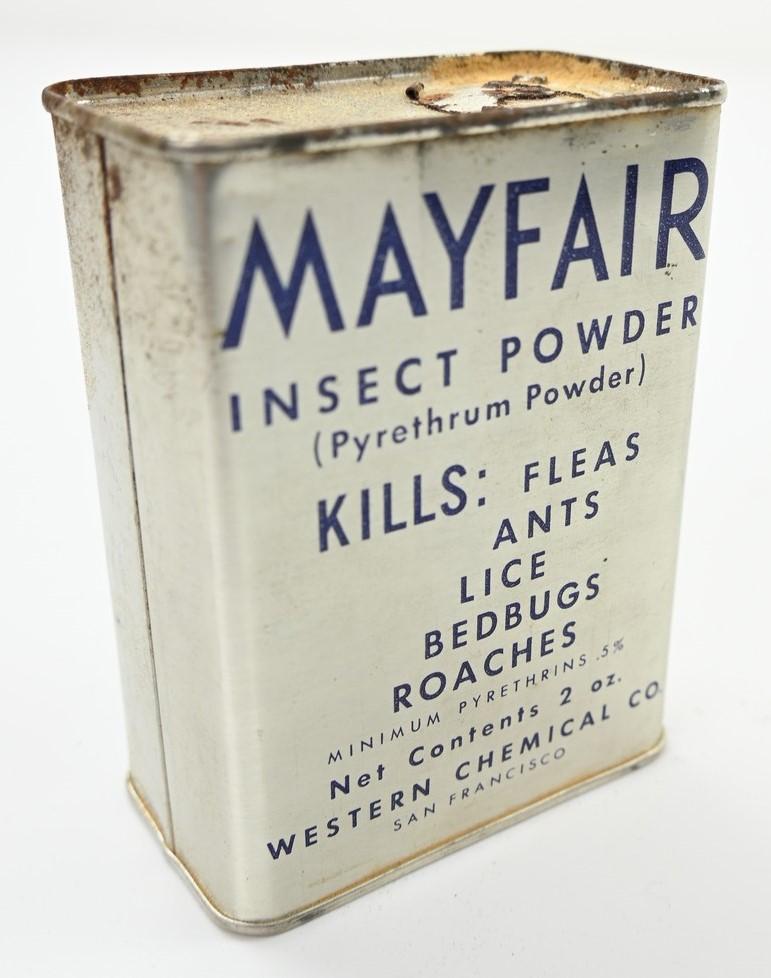 MAYFAIR
INSECT POWDER
(Pyrethrum Powder)
KILLS: FLEAS
ANTS
LICE
BEDBUGS
ROACHES
MINIMUM PYRETHRINS .5%
Net Contents 2 oz.
WESTERN CHEMICAL CO.
SAN FRANCISCO